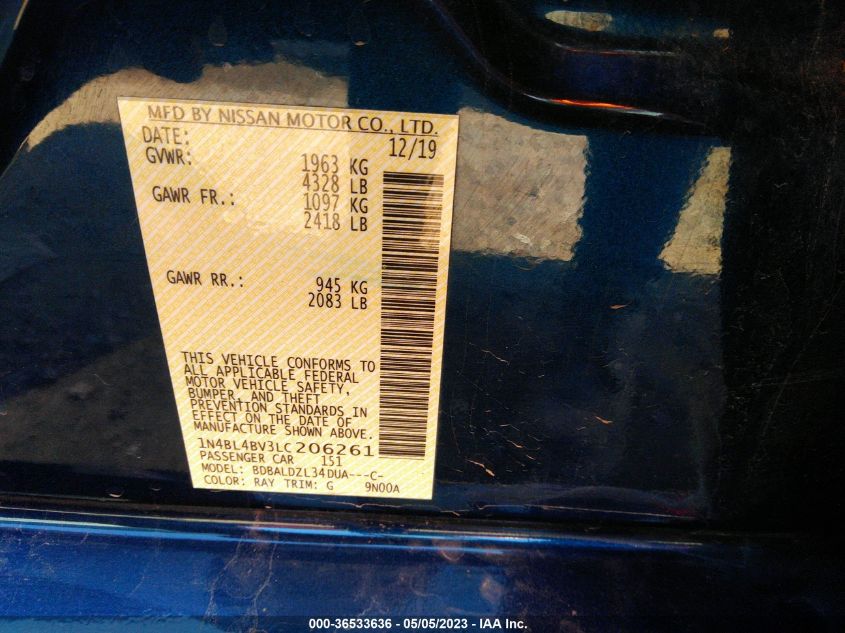 MFD BY NISSAN MOTOR CO., LTD.
DATE: 12/19
GVWR: 1963 KG
4328 LB
GAWR FR.: 1097 KG
2418 LB
GAWR RR.: 945 KG
2083 LB
THIS VEHICLE CONFORMS TO
ALL APPLICABLE FEDERAL
MOTOR VEHICLE SAFETY,
BUMPER, AND THEFT
PREVENTION STANDARDS IN
EFFECT ON THE DATE OF
MANUFACTURE SHOWN ABOVE.
1N4BL4BV3LC206261
PASSENGER CAR 151
MODEL: BDBALDZL34DUA---C-
COLOR: RAY TRIM: G 9N00A
000-36533636 - 05/05/2023 - IAA Inc.